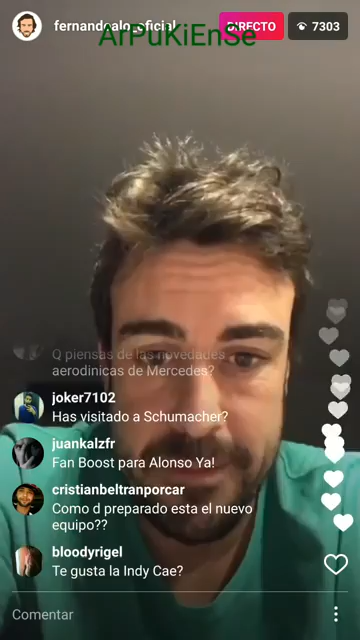 fernandoalo_oficial
DIRECTO
7303
ArPuKiEnSe
Q piensas de las novedades
aerodinicas de Mercedes?
joker7102
Has visitado a Schumacher?
juankalzfr
Fan Boost para Alonso Ya!
cristianbeltranporcar
Como d preparado esta el nuevo
equipo??
bloodyrigel
Te gusta la Indy Cae?
Comentar